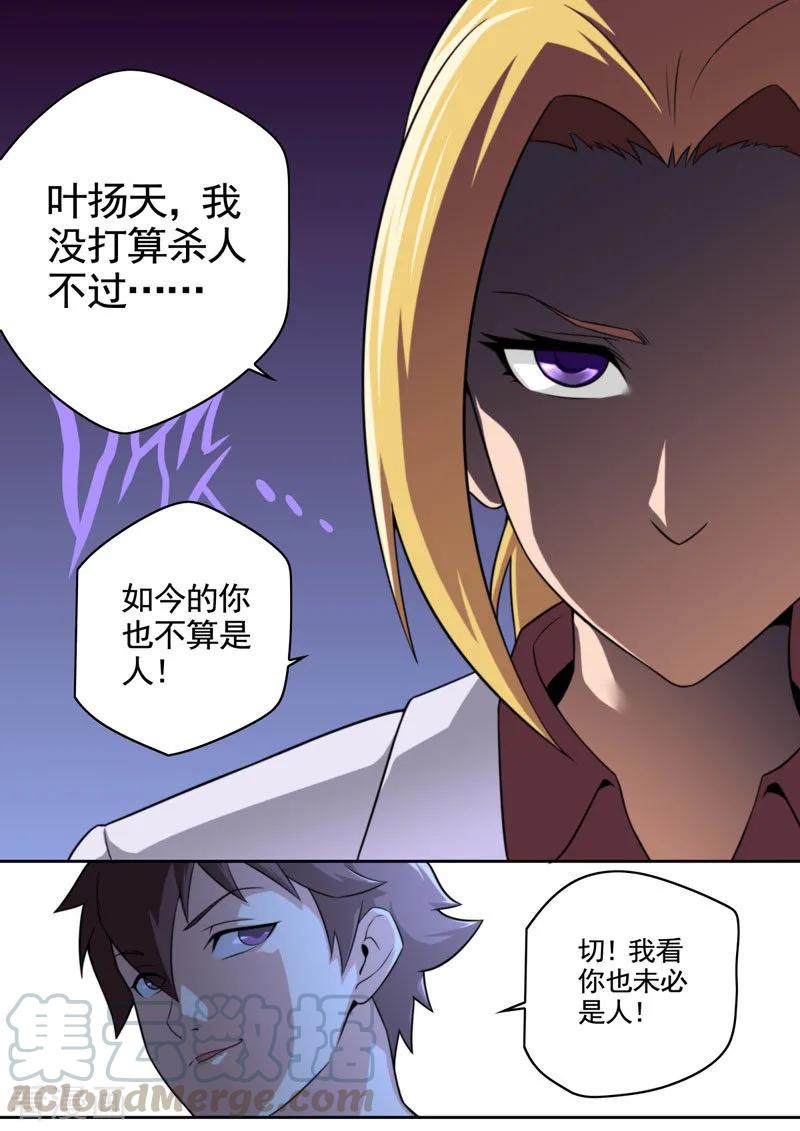 叶扬天，我
没打算杀人
不过……
如今的你
也不算是
人！
切！我看
你也未必
是人！
集云数据
AcloudMerge.com